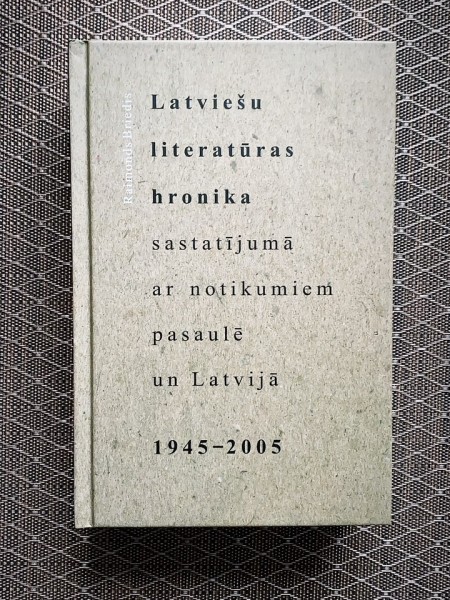 Raimonds Briedis
Latviešu
literatūras
hronika
sastatījumā
ar notikumiem
pasaulē
un Latvijā
1945–2005